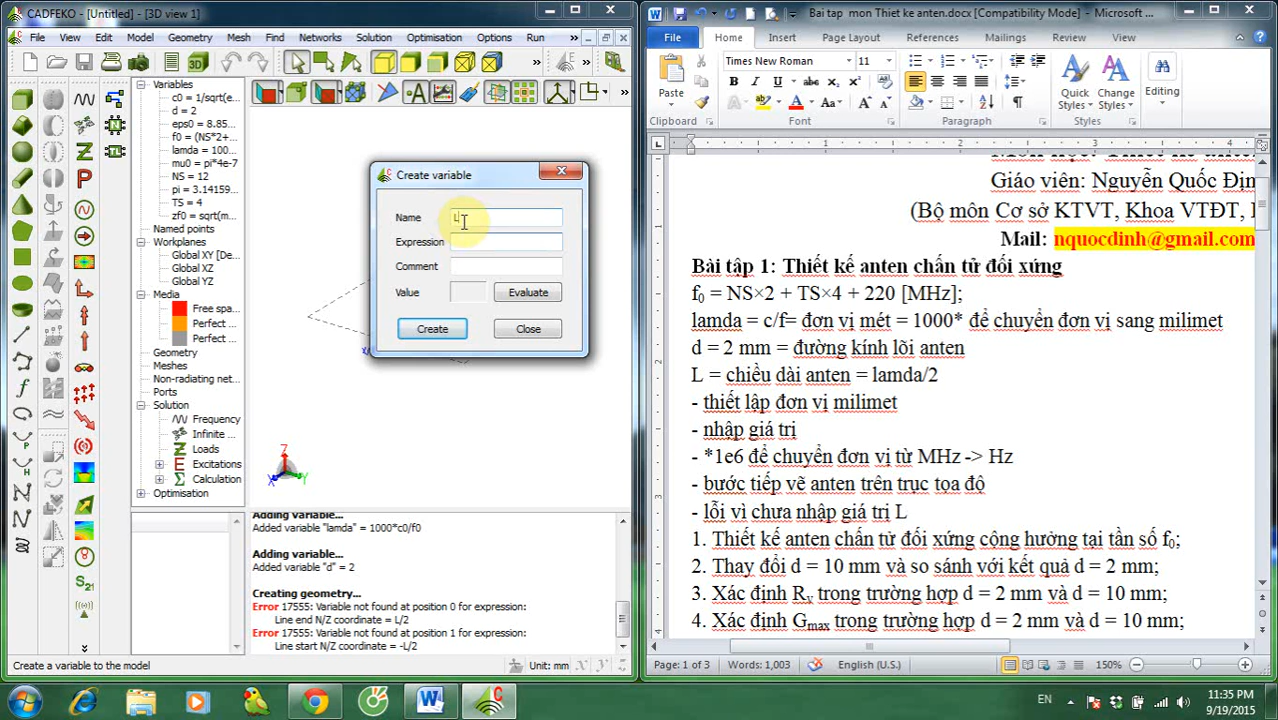 CADFEKO - [Untitled] - [3D view 1]
File View Edit Model Geometry Mesh Find Networks Solution Optimisation Options Run »
Variables
c0 = 1/sqrt(e...
d = 2
eps0 = 8.85...
f0 = (NS*2+...
lamda = 100...
mu0 = pi*4e-7
NS = 19
pi = 3.14159...
TS = 4
zf0 = sqrt(m...
Named points
Workplanes
Global XY [De...
Global XZ
Global YZ
Media
Free spa...
Perfect ...
Perfect ...
Geometry
Meshes
Non-radiating net...
Ports
Solution
Frequency
Infinite ...
Loads
Excitations
Calculation
Optimisation
Create variable
Name L
Expression
Comment
Value Evaluate
Create Close
Z
X Y
Adding variable...
Added variable "lamda" = 1000*c0/f0
Adding variable...
Added variable "d" = 2
Creating geometry...
Error 17555: Variable not found at position 0 for expression:
Line end N/Z coordinate = L/2
Error 17555: Variable not found at position 1 for expression:
Line start N/Z coordinate = -L/2
Create a variable to the model
Unit: mm
Bai tap mon Thiet ke anten.docx [Compatibility Mode] - Microsoft ...
File Home Insert Page Layout References Mailings Review View
Times New Roman 11
Paste
Quick Styles Change Styles Editing
Clipboard Font Paragraph Styles
Giáo viên: Nguyễn Quốc Địn
(Bộ môn Cơ sở KTVT, Khoa VTĐT,
Mail: nquocdinh@gmail.com
Bài tập 1: Thiết kế anten chấn tử đối xứng
f0 = NS×2 + TS×4 + 220 [MHz];
lamda = c/f= đơn vị mét = 1000* để chuyển đơn vị sang milimet
d = 2 mm = đường kính lõi anten
L = chiều dài anten = lamda/2
- thiết lập đơn vị milimet
- nhập giá trị
- *1e6 để chuyển đơn vị từ MHz -> Hz
- bước tiếp vẽ anten trên trục tọa độ
- lỗi vì chưa nhập giá trị L
1. Thiết kế anten chấn tử đối xứng cộng hưởng tại tần số f0;
2. Thay đổi d = 10 mm và so sánh với kết quả d = 2 mm;
3. Xác định Rv trong trường hợp d = 2 mm và d = 10 mm;
4. Xác định Gmax trong trường hợp d = 2 mm và d = 10 mm;
Page: 1 of 3 Words: 1,003 English (U.S.) 150%
EN
11:35 PM
9/19/2015